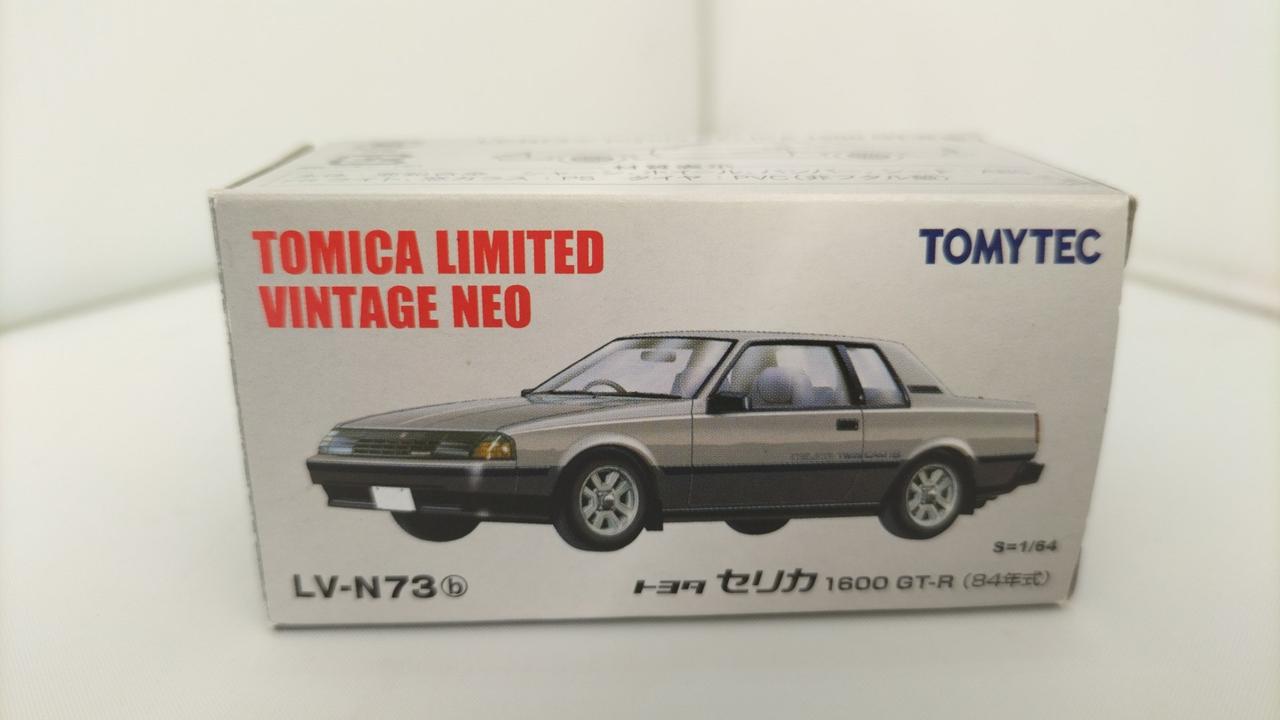 TOMICA LIMITED
VINTAGE NEO
TOMYTEC
S=1/64
LV-N73ⓑ
トヨタ セリカ 1600 GT-R (84年式)